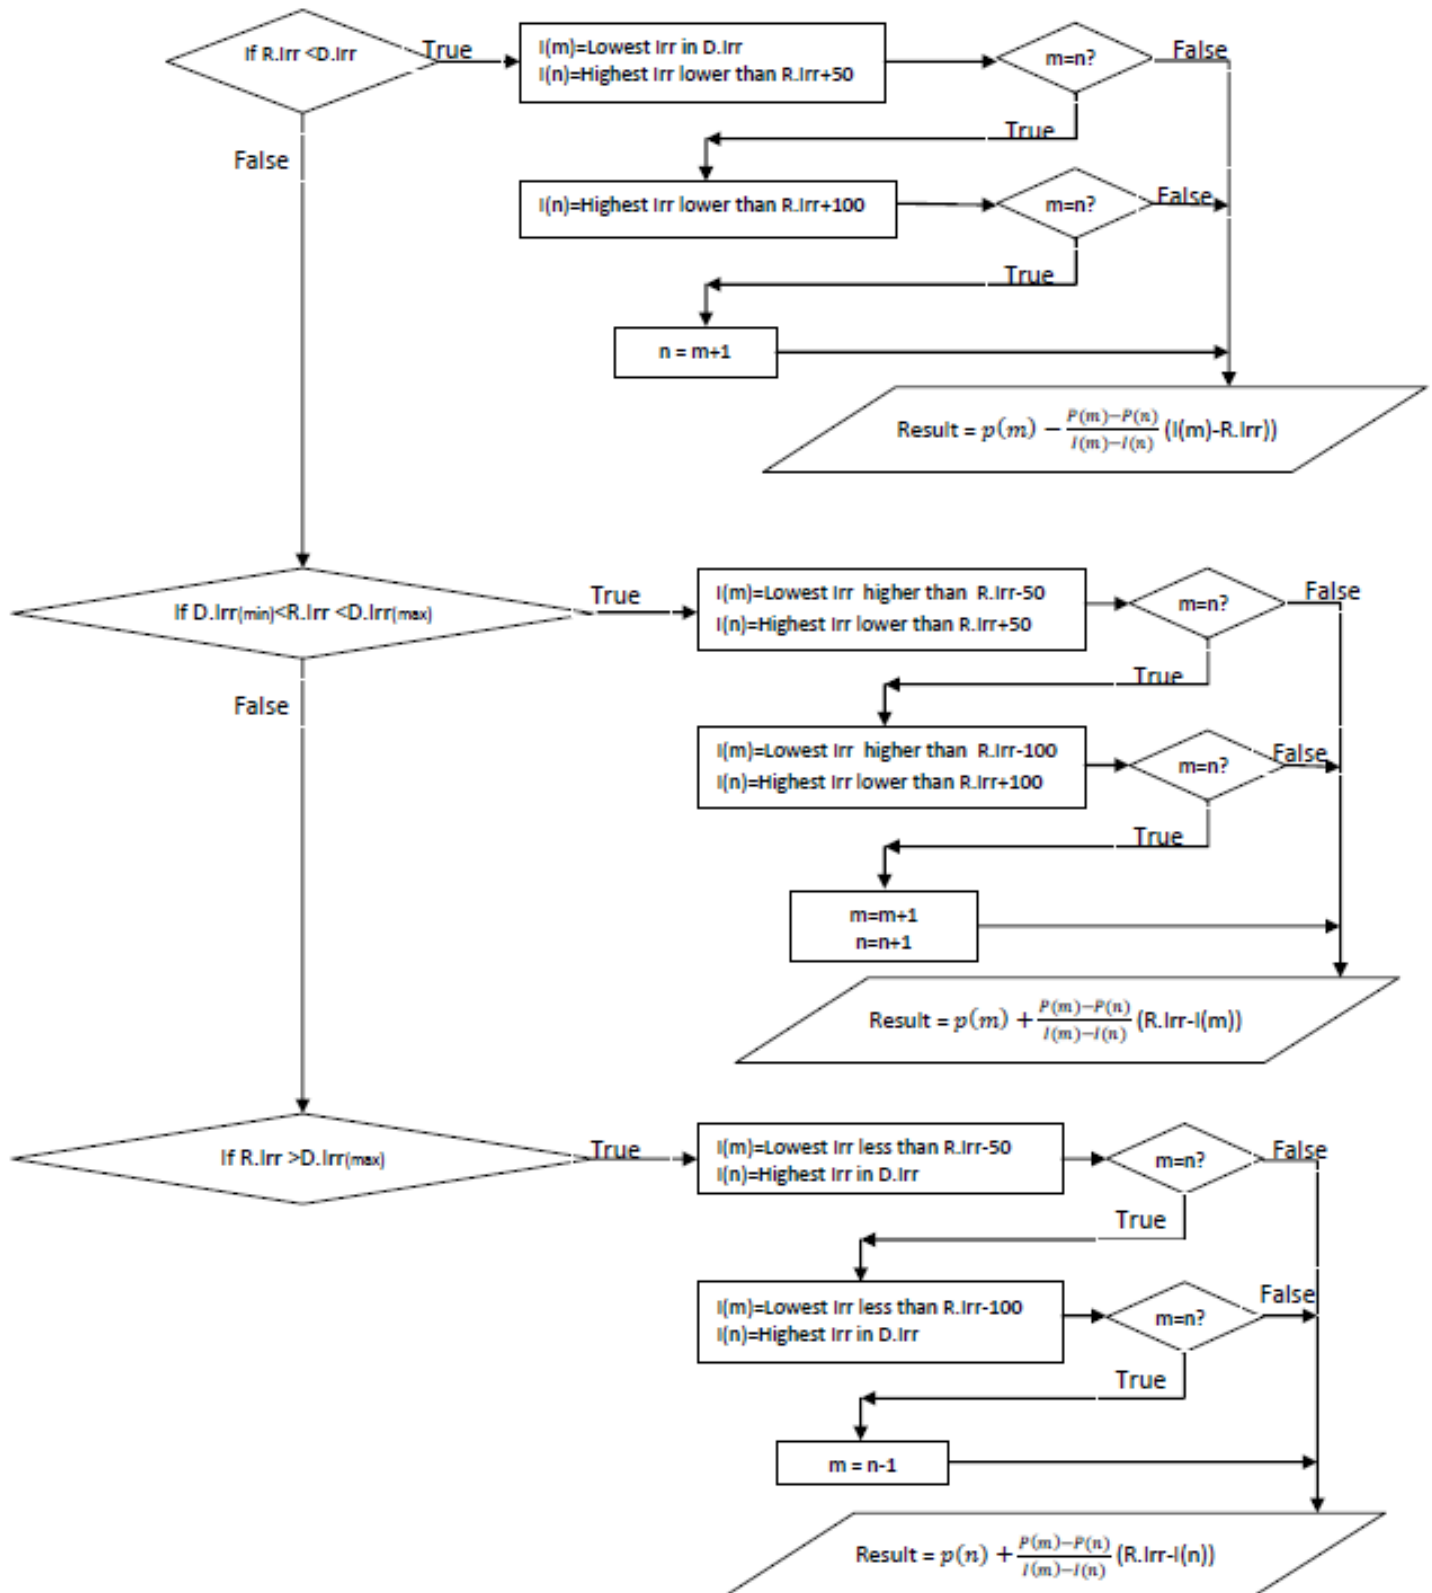 If R.Irr <D.Irr
True
I(m)=Lowest Irr in D.Irr
I(n)=Highest Irr lower than R.Irr+50
m=n?
False
True
False
I(n)=Highest Irr lower than R.Irr+100
m=n?
False
True
n = m+1
Result = p(m) − P(m)−P(n)/I(m)−I(n) (I(m)-R.Irr))
If D.Irr(min)<R.Irr <D.Irr(max)
True
I(m)=Lowest Irr higher than R.Irr-50
I(n)=Highest Irr lower than R.Irr+50
m=n?
False
True
False
I(m)=Lowest Irr higher than R.Irr-100
I(n)=Highest Irr lower than R.Irr+100
m=n?
False
True
m=m+1
n=n+1
Result = p(m) + P(m)−P(n)/I(m)−I(n) (R.Irr-I(m))
If R.Irr >D.Irr(max)
True
I(m)=Lowest Irr less than R.Irr-50
I(n)=Highest Irr in D.Irr
m=n?
False
True
I(m)=Lowest Irr less than R.Irr-100
I(n)=Highest Irr in D.Irr
m=n?
False
True
m = n-1
Result = p(n) + P(m)−P(n)/I(m)−I(n) (R.Irr-I(n))